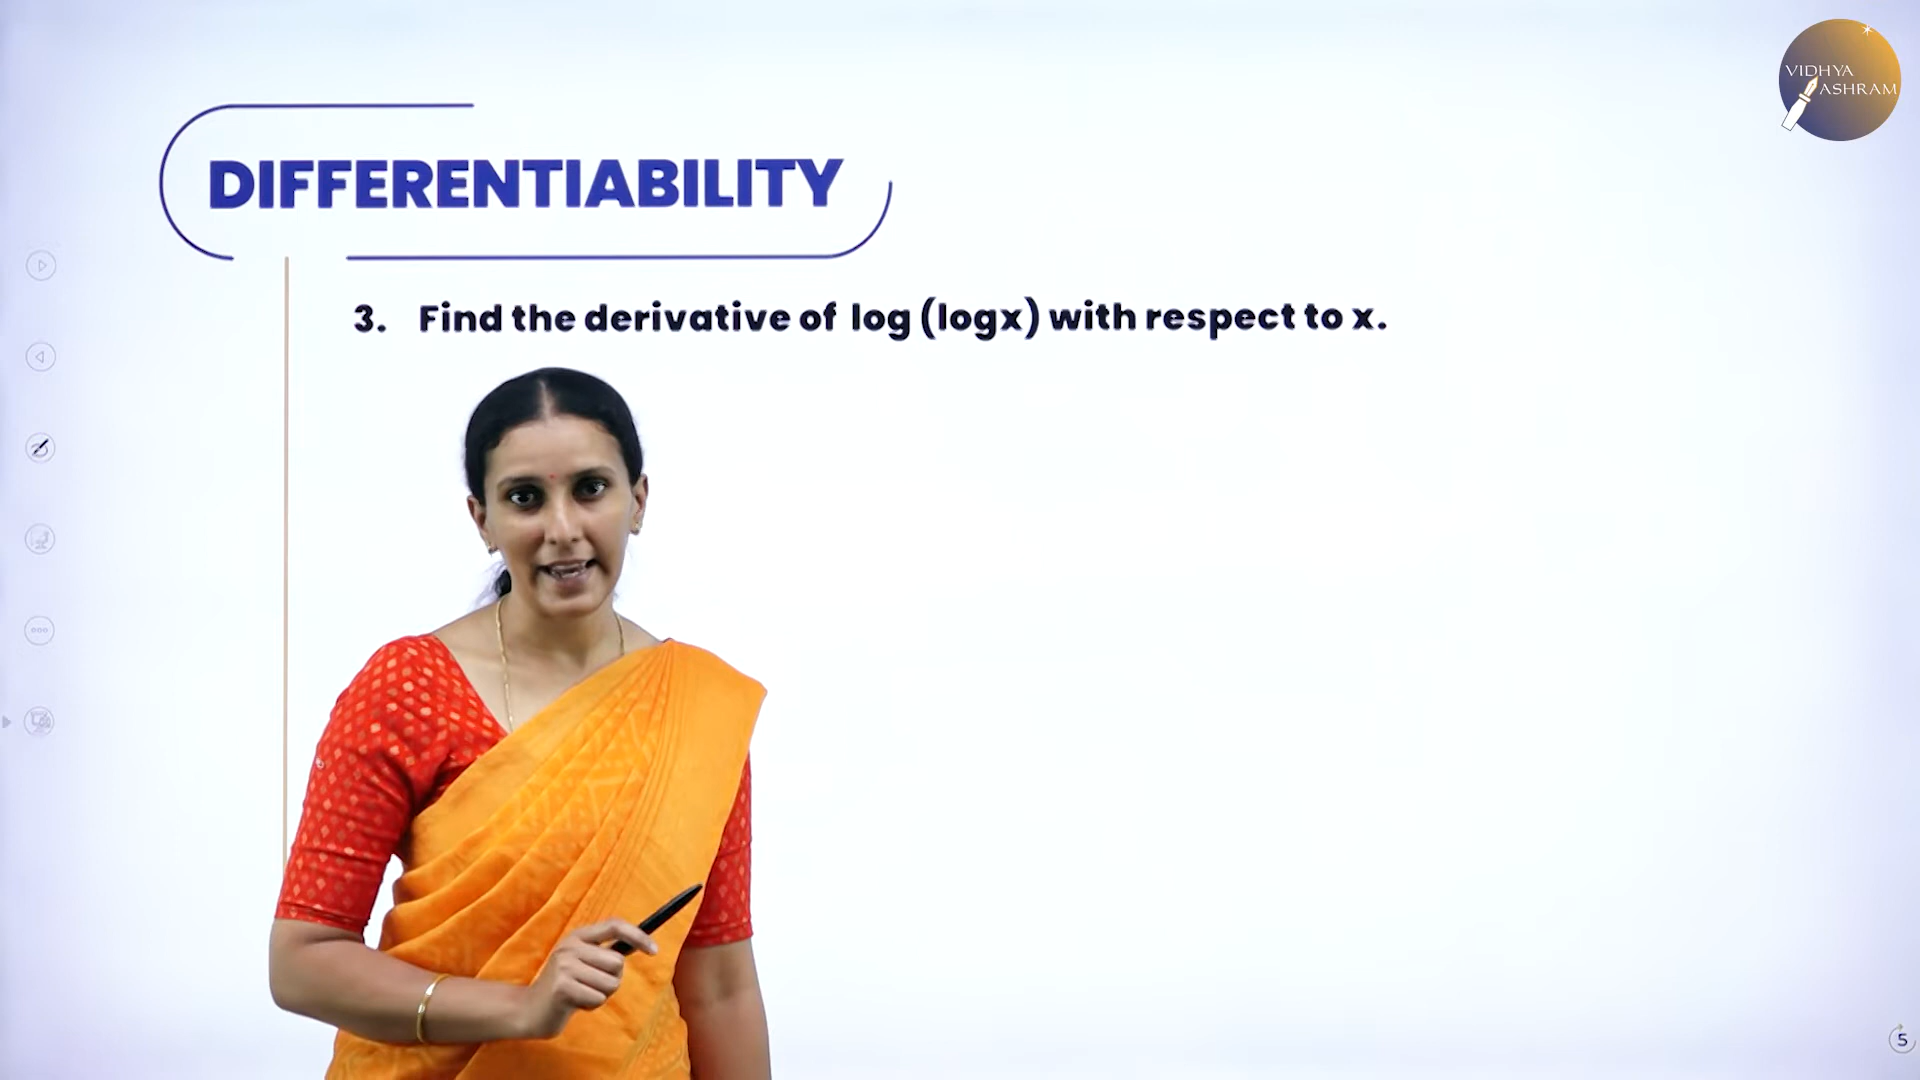 VIDHYA
ASHRAM
DIFFERENTIABILITY
3. Find the derivative of log (logx) with respect to x.
5